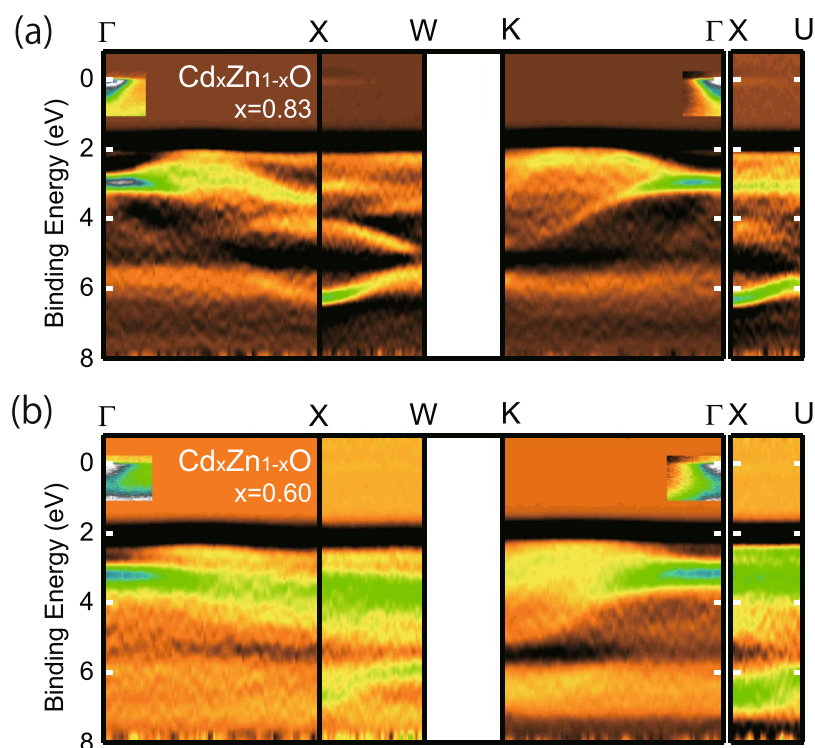 (a) Γ X W K Γ X U
0
2
4
6
8
Binding Energy (eV)
CdxZn1-xO
x=0.83
(b) Γ X W K Γ X U
0
2
4
6
8
Binding Energy (eV)
CdxZn1-xO
x=0.60